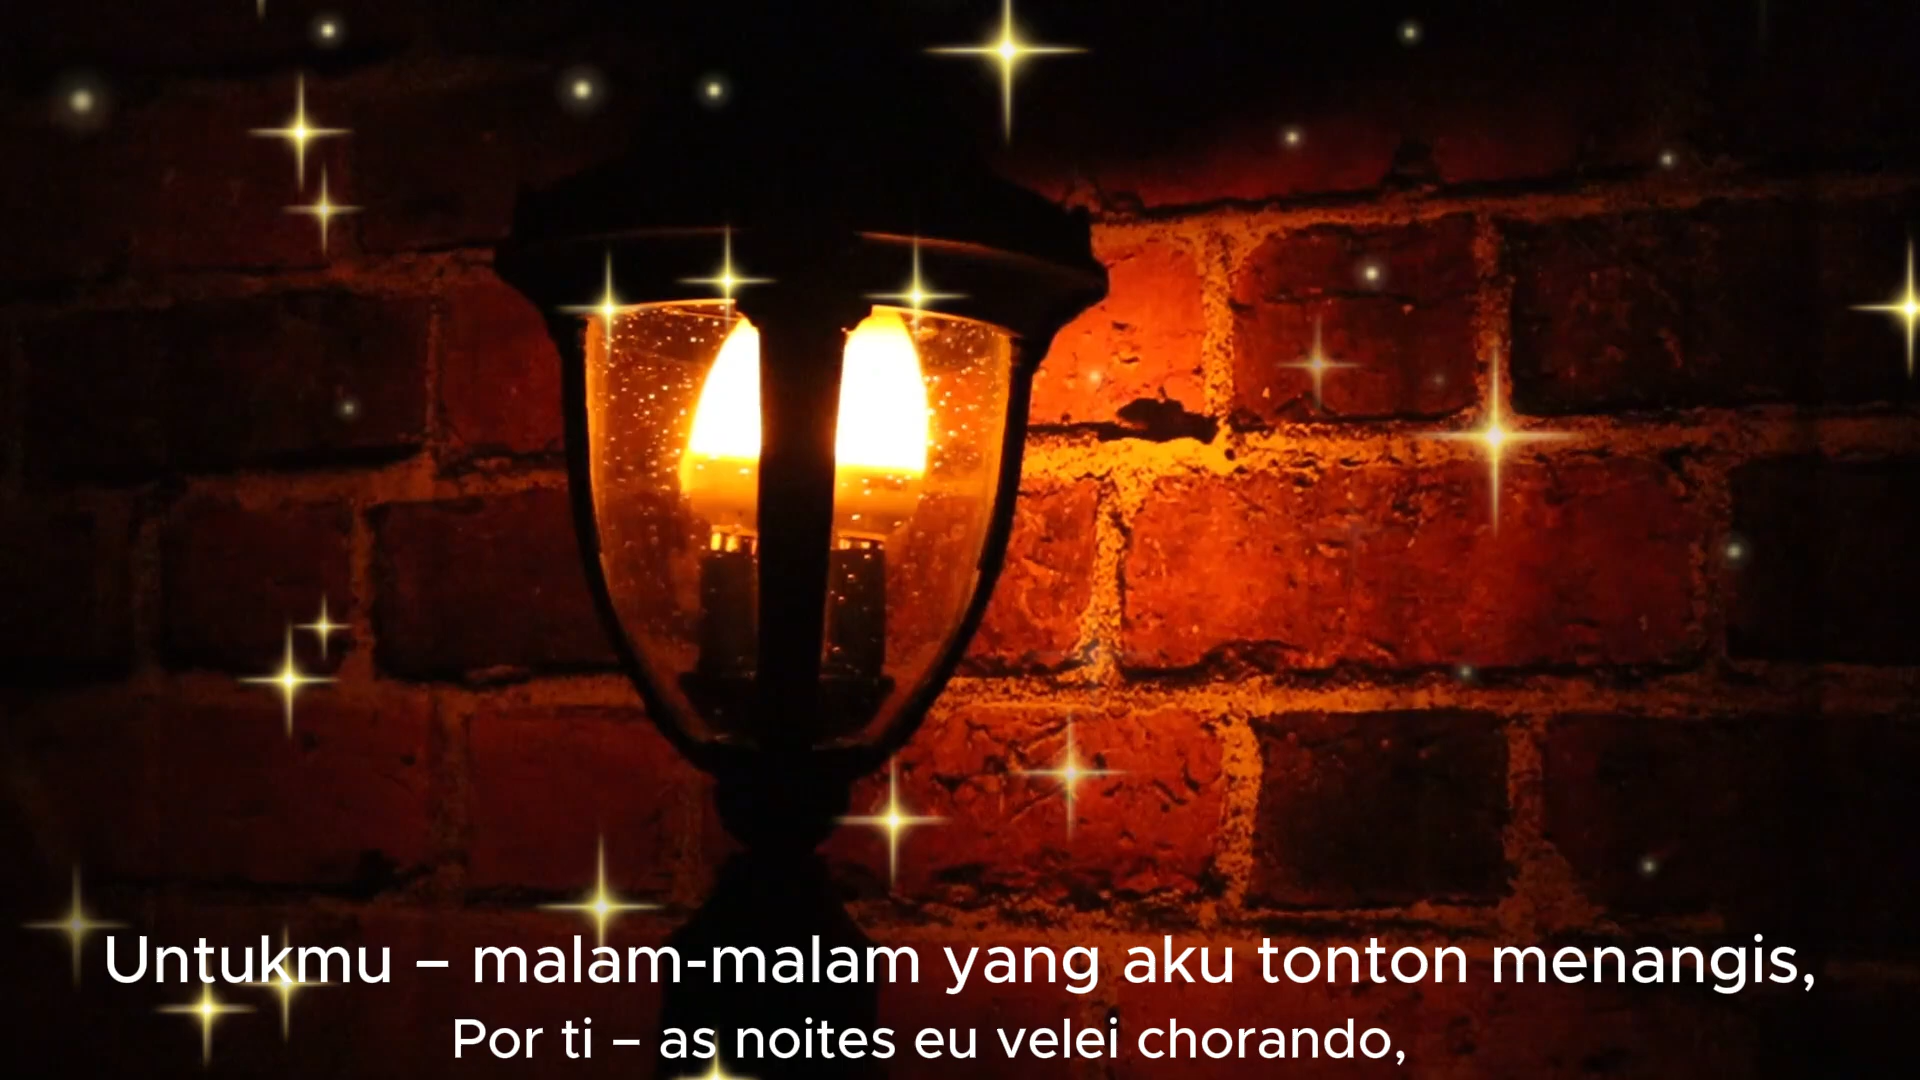 Untukmu – malam-malam yang aku tonton menangis,
Por ti – as noites eu velei chorando,